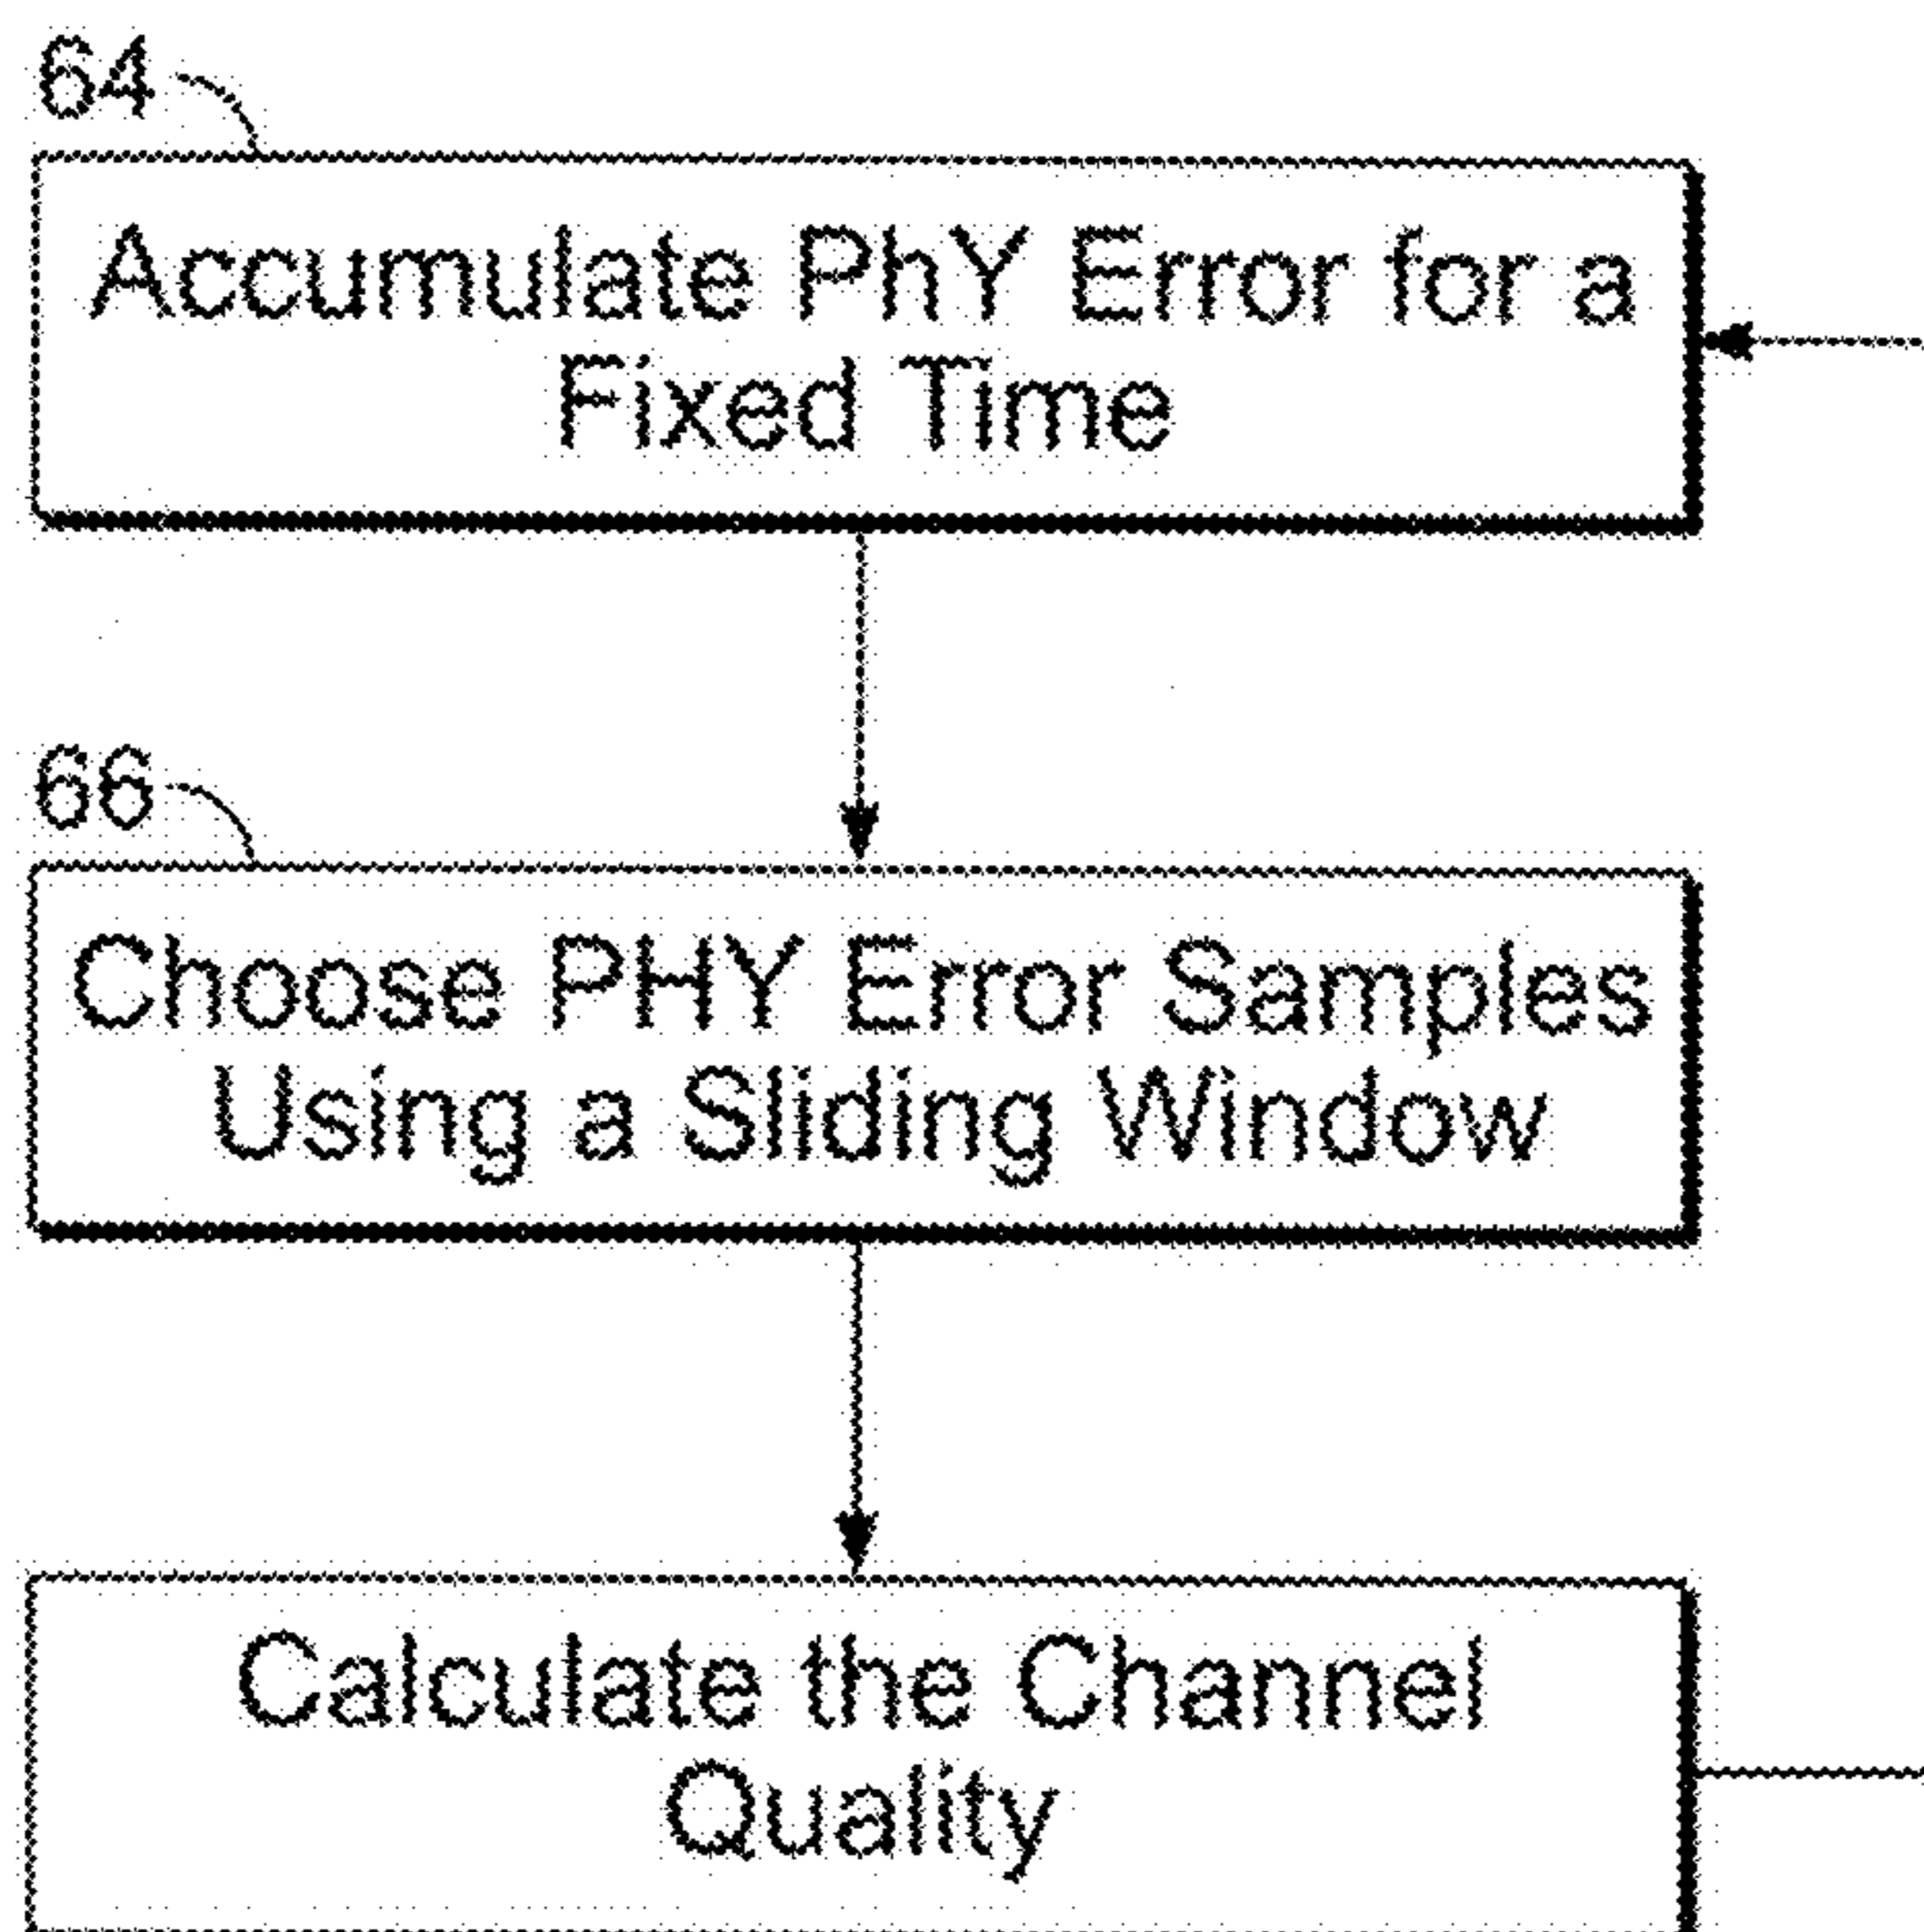 64
Accumulate PhY Error for a
Fixed Time
66
Choose PHY Error Samples
Using a Sliding Window
Calculate the Channel
Quality